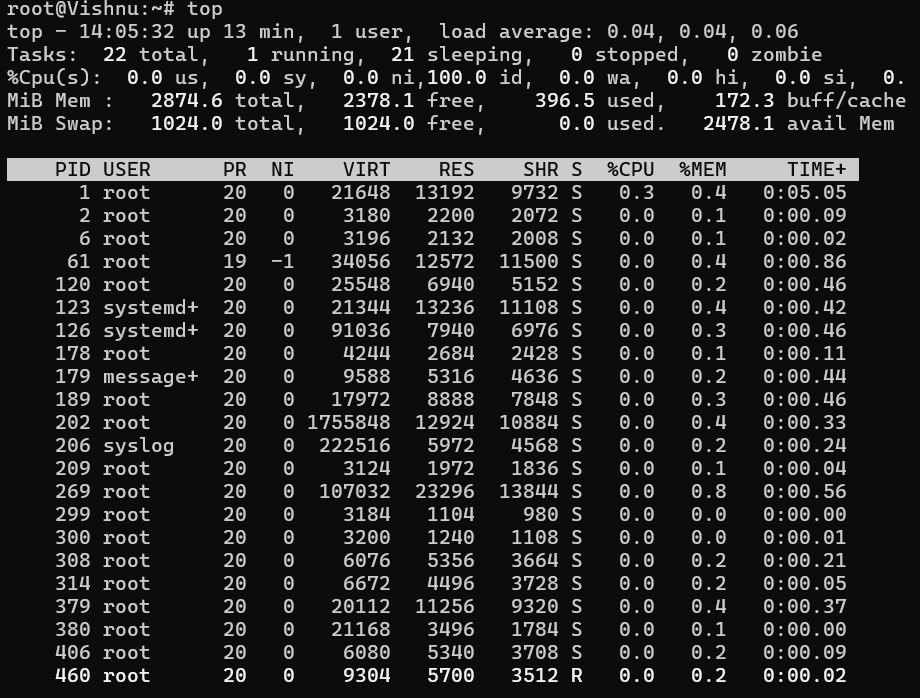 root@Vishnu:~# top
top - 14:05:32 up 13 min,  1 user,  load average: 0.04, 0.04, 0.06
Tasks:  22 total,   1 running,  21 sleeping,   0 stopped,   0 zombie
%Cpu(s):  0.0 us,  0.0 sy,  0.0 ni,100.0 id,  0.0 wa,  0.0 hi,  0.0 si,  0.
MiB Mem :   2874.6 total,   2378.1 free,    396.5 used,    172.3 buff/cache
MiB Swap:   1024.0 total,   1024.0 free,      0.0 used.   2478.1 avail Mem
    PID USER      PR  NI    VIRT    RES    SHR S  %CPU  %MEM     TIME+
      1 root      20   0   21648  13192   9732 S   0.3   0.4   0:05.05
      2 root      20   0    3180   2200   2072 S   0.0   0.1   0:00.09
      6 root      20   0    3196   2132   2008 S   0.0   0.1   0:00.02
     61 root      19  -1   34056  12572  11500 S   0.0   0.4   0:00.86
    120 root      20   0   25548   6940   5152 S   0.0   0.2   0:00.46
    123 systemd+  20   0   21344  13236  11108 S   0.0   0.4   0:00.42
    126 systemd+  20   0   91036   7940   6976 S   0.0   0.3   0:00.46
    178 root      20   0    4244   2684   2428 S   0.0   0.1   0:00.11
    179 message+  20   0    9588   5316   4636 S   0.0   0.2   0:00.44
    189 root      20   0   17972   8888   7848 S   0.0   0.3   0:00.46
    202 root      20   0 1755848  12924  10884 S   0.0   0.4   0:00.33
    206 syslog    20   0  222516   5972   4568 S   0.0   0.2   0:00.24
    209 root      20   0    3124   1972   1836 S   0.0   0.1   0:00.04
    269 root      20   0  107032  23296  13844 S   0.0   0.8   0:00.56
    299 root      20   0    3184   1104    980 S   0.0   0.0   0:00.00
    300 root      20   0    3200   1240   1108 S   0.0   0.0   0:00.01
    308 root      20   0    6076   5356   3664 S   0.0   0.2   0:00.21
    314 root      20   0    6672   4496   3728 S   0.0   0.2   0:00.05
    379 root      20   0   20112  11256   9320 S   0.0   0.4   0:00.37
    380 root      20   0   21168   3496   1784 S   0.0   0.1   0:00.00
    406 root      20   0    6080   5340   3708 S   0.0   0.2   0:00.09
    460 root      20   0    9304   5700   3512 R   0.0   0.2   0:00.02